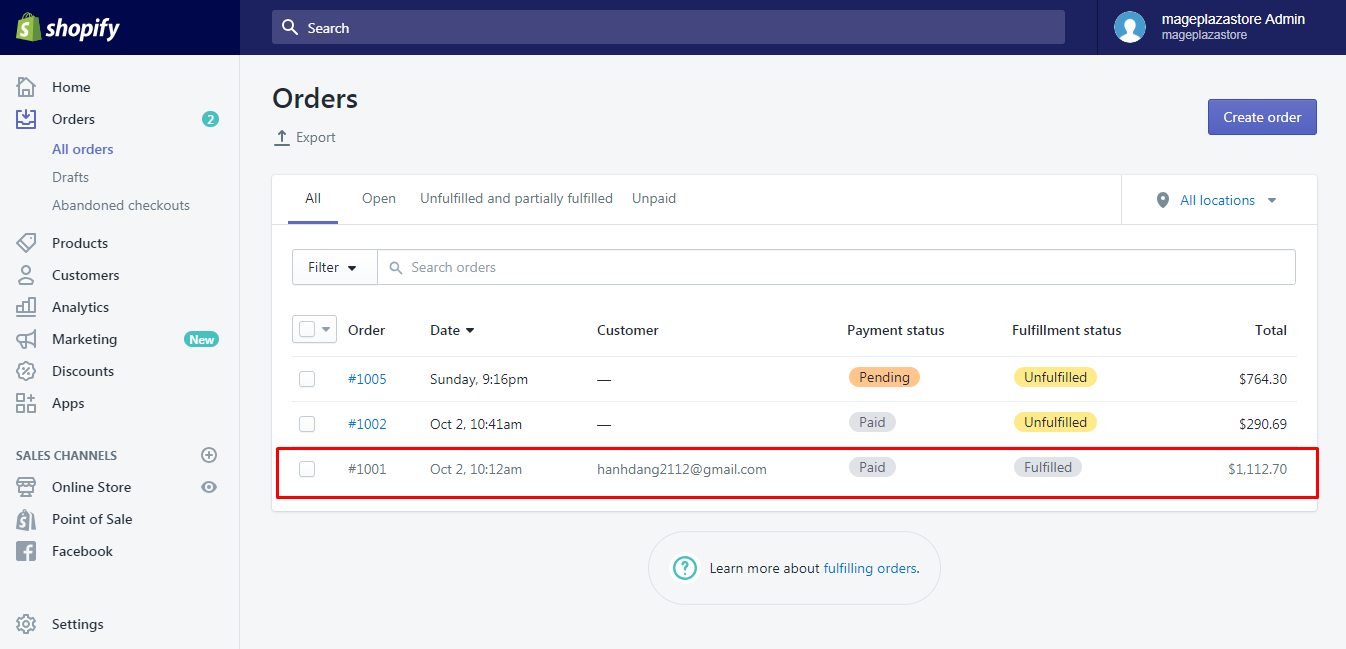 shopify
Search
mageplazastore Admin
mageplazastore
Home
Orders 2
All orders
Drafts
Abandoned checkouts
Products
Customers
Analytics
Marketing New
Discounts
Apps
SALES CHANNELS
Online Store
Point of Sale
Facebook
Settings
Orders
Export
Create order
All Open Unfulfilled and partially fulfilled Unpaid All locations
Filter Search orders
Order Date Customer Payment status Fulfillment status Total
#1005 Sunday, 9:16pm — Pending Unfulfilled $764.30
#1002 Oct 2, 10:41am — Paid Unfulfilled $290.69
#1001 Oct 2, 10:12am hanhdang2112@gmail.com Paid Fulfilled $1,112.70
? Learn more about fulfilling orders.